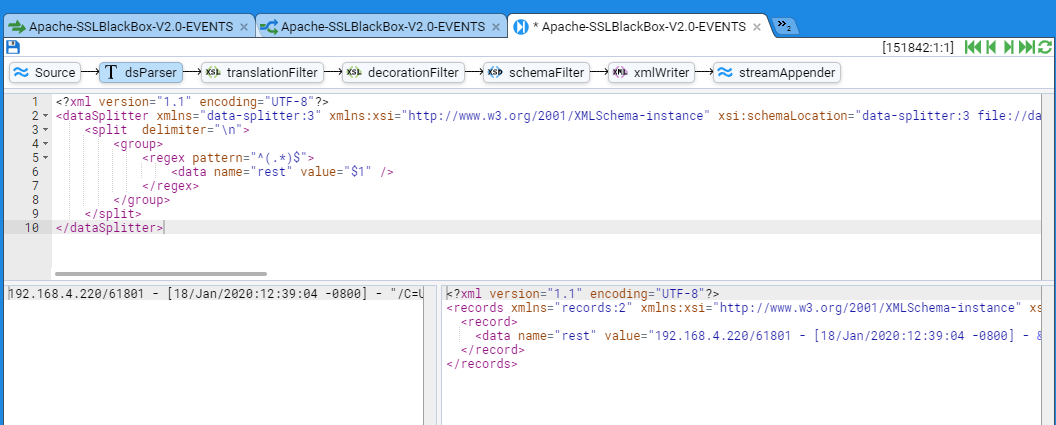 Apache-SSLBlackBox-V2.0-EVENTS × Apache-SSLBlackBox-V2.0-EVENTS × * Apache-SSLBlackBox-V2.0-EVENTS × »2
[151842:1:1]
Source T dsParser XSL translationFilter XSL decorationFilter XSD schemaFilter XML xmlWriter streamAppender
1 <?xml version="1.1" encoding="UTF-8"?>
2 <dataSplitter xmlns="data-splitter:3" xmlns:xsi="http://www.w3.org/2001/XMLSchema-instance" xsi:schemaLocation="data-splitter:3 file://da
3 <split delimiter="\n">
4 <group>
5 <regex pattern="^(.*)$">
6 <data name="rest" value="$1" />
7 </regex>
8 </group>
9 </split>
10 </dataSplitter>
192.168.4.220/61801 - [18/Jan/2020:12:39:04 -0800] - "/C=U
<?xml version="1.1" encoding="UTF-8"?>
<records xmlns="records:2" xmlns:xsi="http://www.w3.org/2001/XMLSchema-instance" xs
<record>
<data name="rest" value="192.168.4.220/61801 - [18/Jan/2020:12:39:04 -0800] - &
</record>
</records>